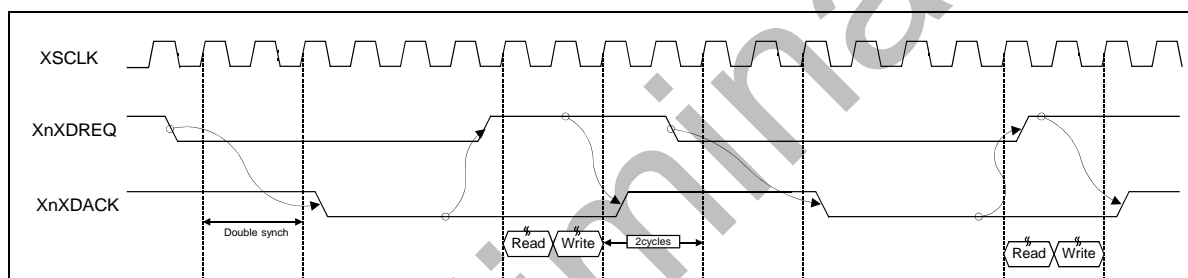 XSCLK
XnXDREQ
XnXDACK
Double synch
Read Write 2cycles Read Write